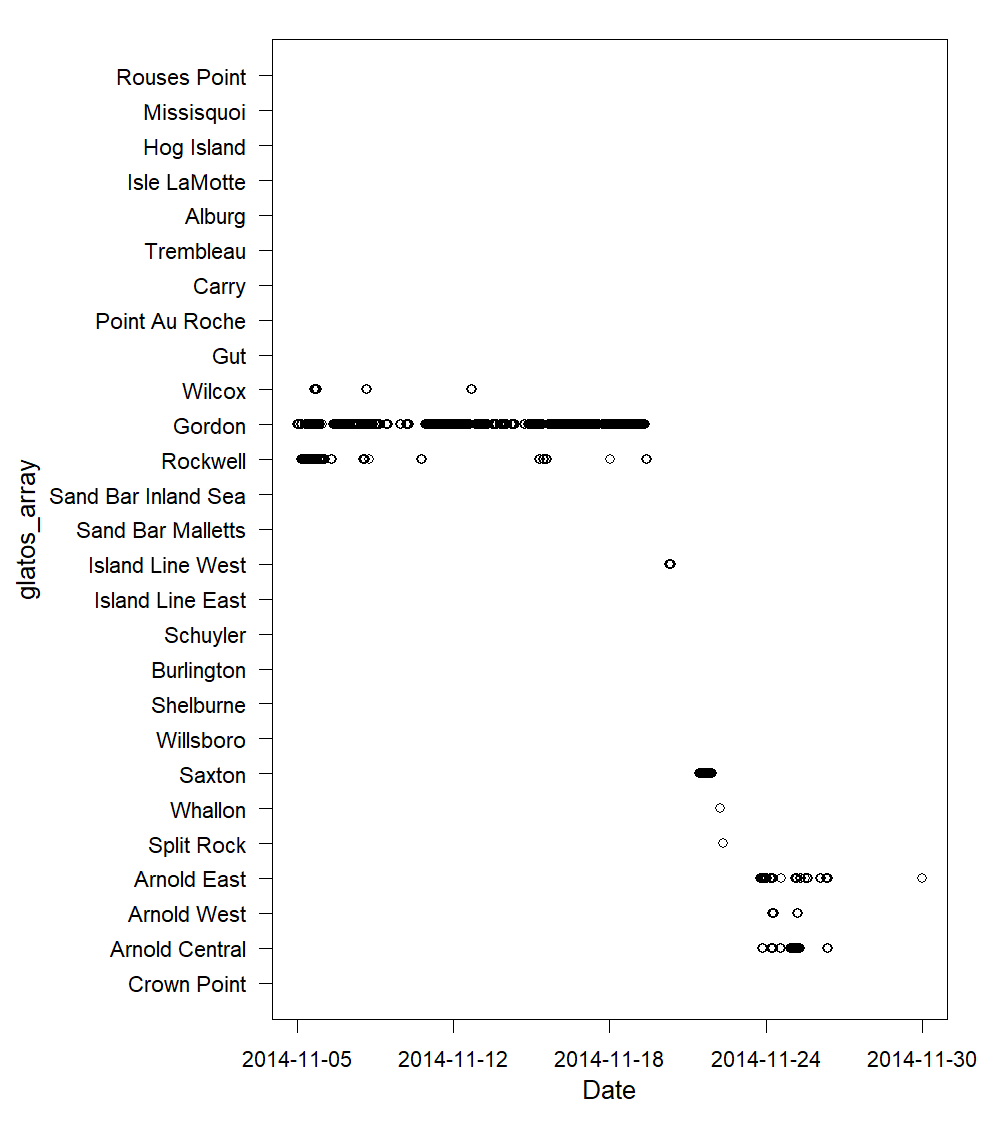 Rouses Point
Missisquoi
Hog Island
Isle LaMotte
Alburg
Trembleau
Carry
Point Au Roche
Gut
Wilcox
Gordon
Rockwell
Sand Bar Inland Sea
Sand Bar Malletts
Island Line West
Island Line East
Schuyler
Burlington
Shelburne
Willsboro
Saxton
Whallon
Split Rock
Arnold East
Arnold West
Arnold Central
Crown Point
glatos_array
2014-11-05 2014-11-12 2014-11-18 2014-11-24 2014-11-30
Date